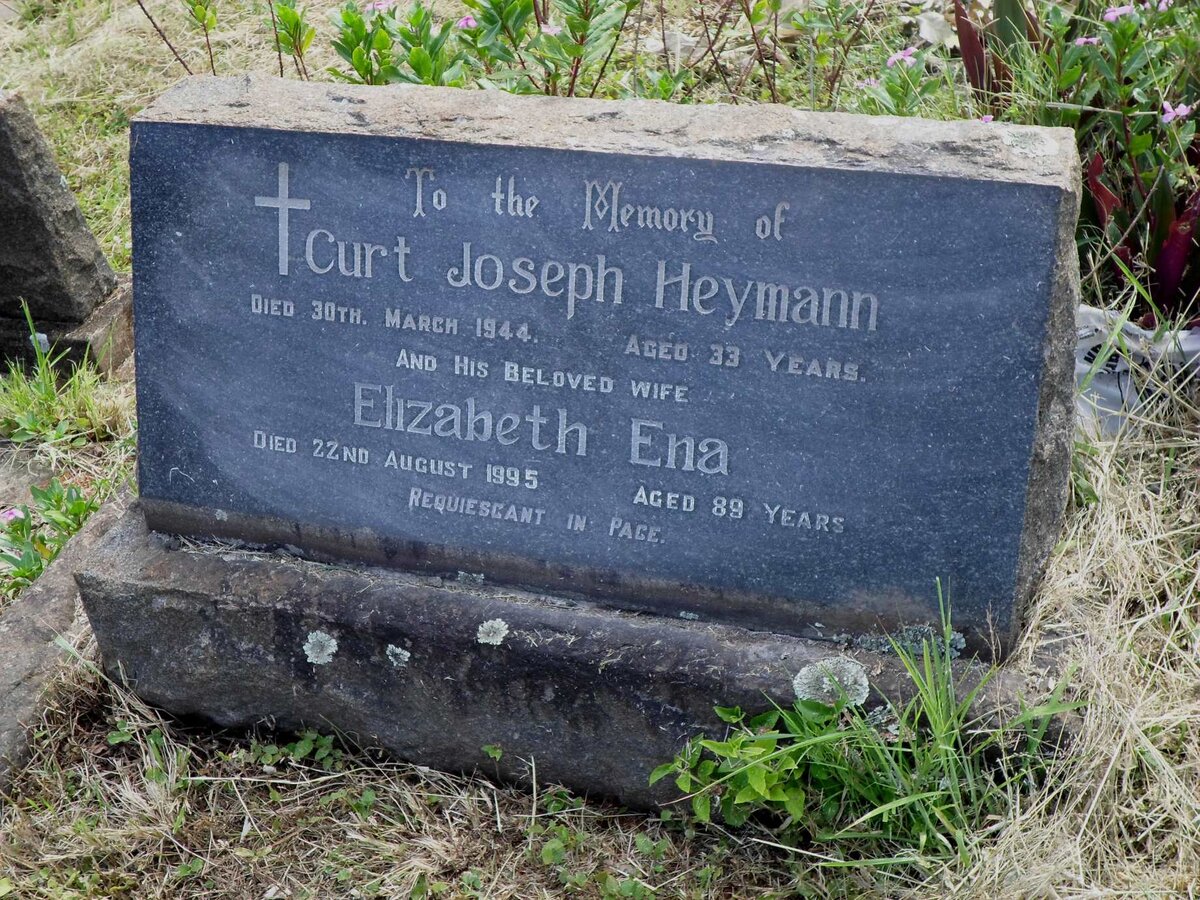 To the Memory of
Curt Joseph Heymann
Died 30th. March 1944. Aged 33 Years.
And His Beloved wife
Elizabeth Ena
Died 22nd August 1995 Aged 89 Years
Requiescant in Pace.